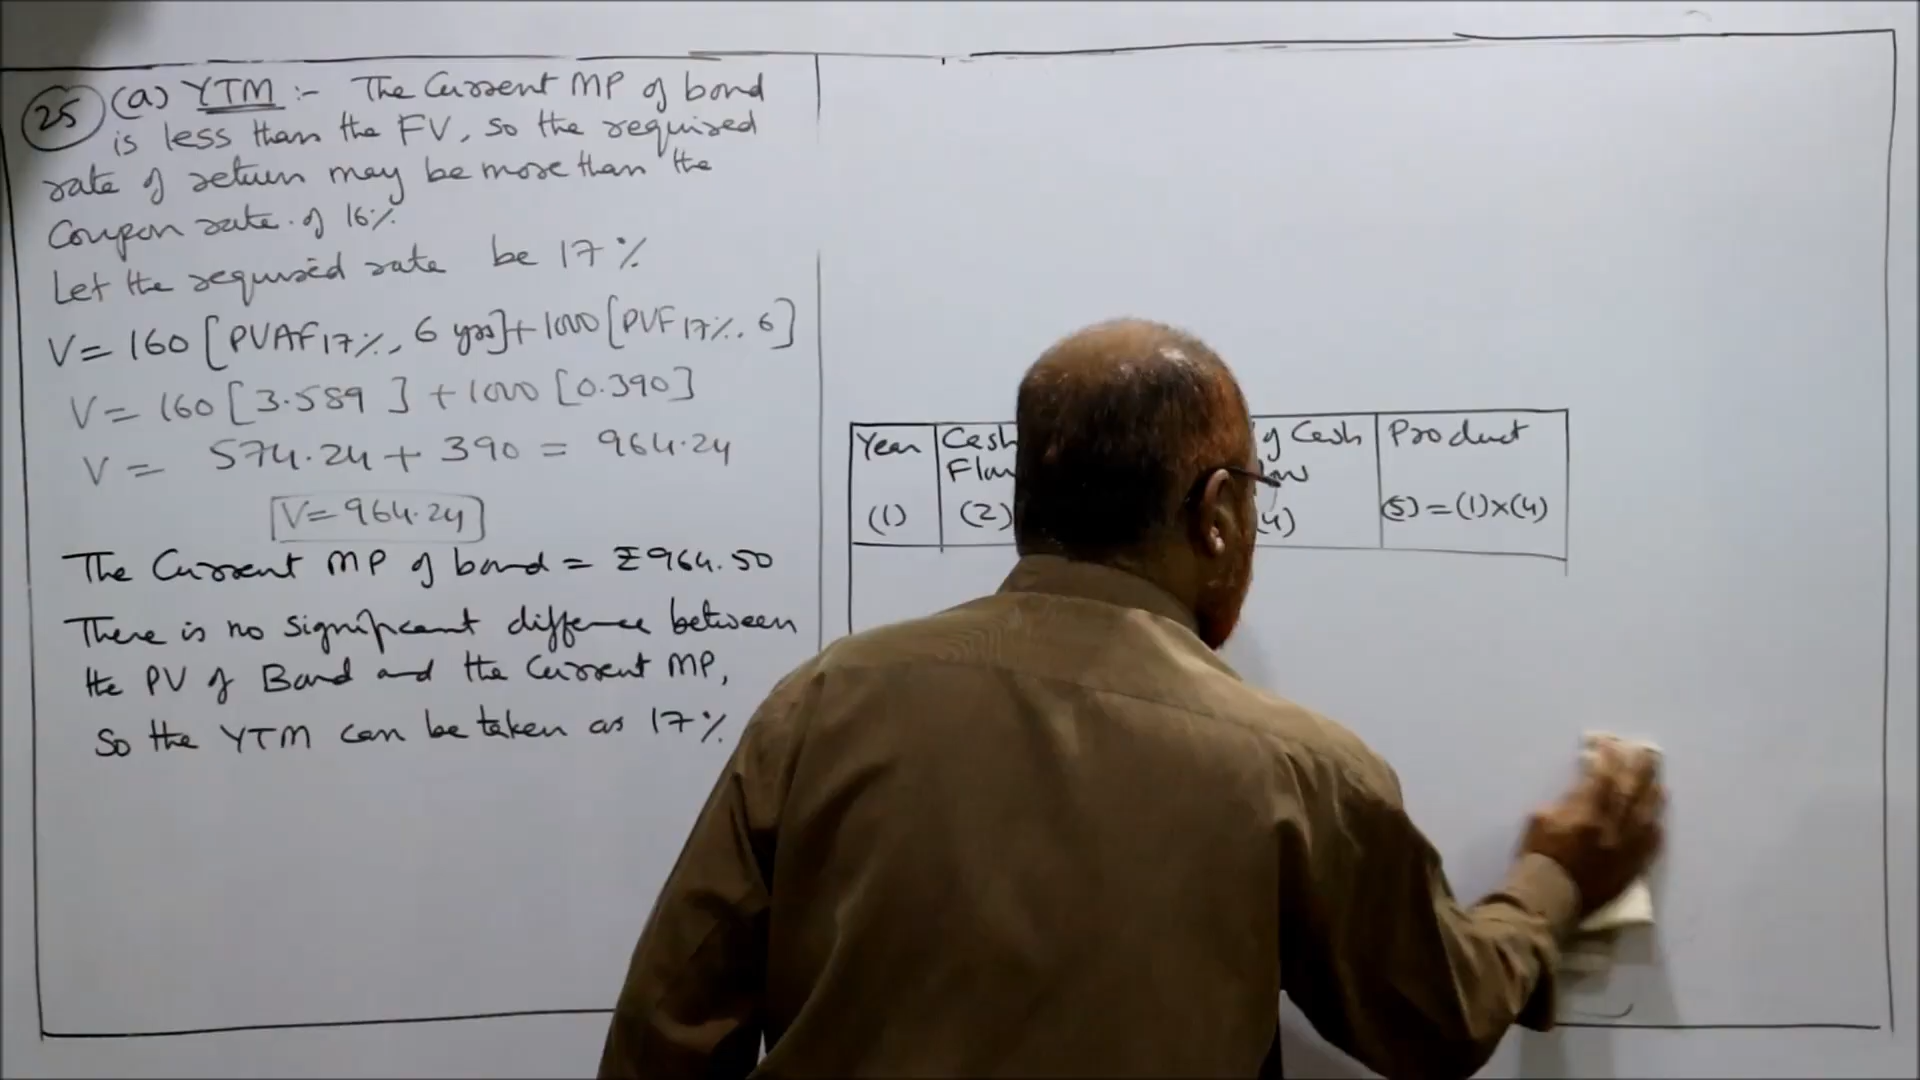 25 (a) YTM :- The Current MP of bond
is less than the FV, so the required
rate of return may be more than the
Coupon rate of 16%.
Let the required rate be 17%
V = 160 [PVAF17%, 6 yrs] + 1000 [PVF17%, 6]
V = 160 [3.589] + 1000 [0.390]
V = 574.24 + 390 = 964.24
V = 964.24
The Current MP of bond = ₹964.50
There is no significant difference between
the PV of Bond and the Current MP,
So the YTM can be taken as 17%.
Year Cash Cash Product
Flow
(1) (2) (4) (5) = (1)×(4)